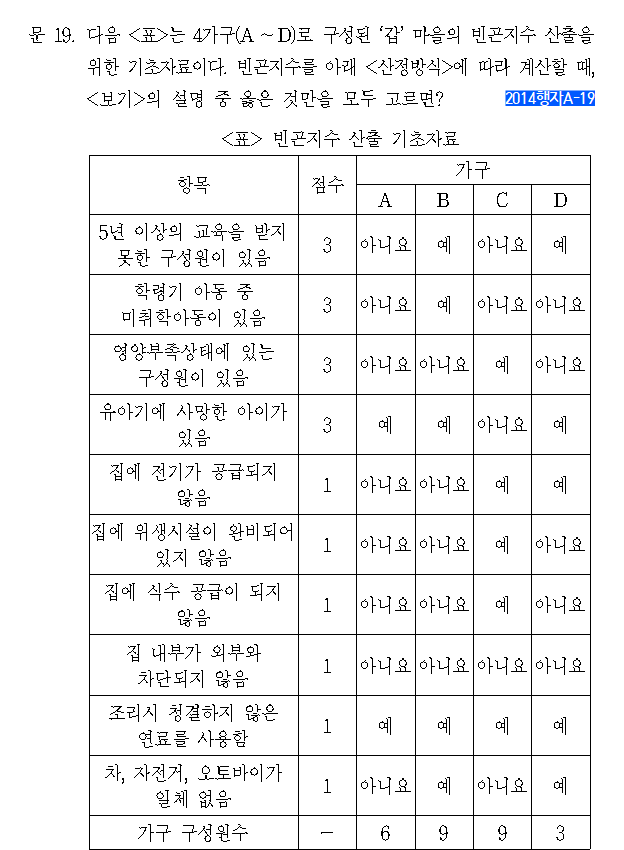 문 19. 다음 <표>는 4가구(A ~ D)로 구성된 ‘갑’ 마을의 빈곤지수 산출을
위한 기초자료이다. 빈곤지수를 아래 <산정방식>에 따라 계산할 때,
<보기>의 설명 중 옳은 것만을 모두 고르면? 2014행자A-19
<표> 빈곤지수 산출 기초자료
항목 점수 가구
A B C D
5년 이상의 교육을 받지
못한 구성원이 있음 3 아니요 예 아니요 예
학령기 아동 중
미취학아동이 있음 3 아니요 예 아니요 아니요
영양부족상태에 있는
구성원이 있음 3 아니요 아니요 예 아니요
유아기에 사망한 아이가
있음 3 예 예 아니요 예
집에 전기가 공급되지
않음 1 아니요 아니요 예 예
집에 위생시설이 완비되어
있지 않음 1 아니요 아니요 예 아니요
집에 식수 공급이 되지
않음 1 아니요 아니요 예 아니요
집 내부가 외부와
차단되지 않음 1 아니요 아니요 아니요 아니요
조리시 청결하지 않은
연료를 사용함 1 예 예 예 예
차, 자전거, 오토바이가
일체 없음 1 아니요 예 아니요 예
가구 구성원수 － 6 9 9 3